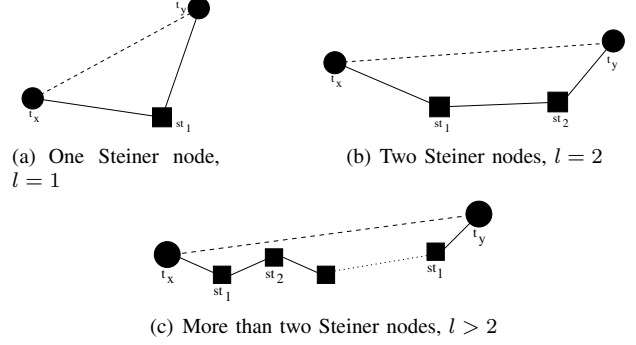 t_y
t_x
st_1
(a) One Steiner node,
l = 1
t_x
t_y
st_1
st_2
(b) Two Steiner nodes, l = 2
t_x
t_y
st_1
st_2
st_l
(c) More than two Steiner nodes, l > 2